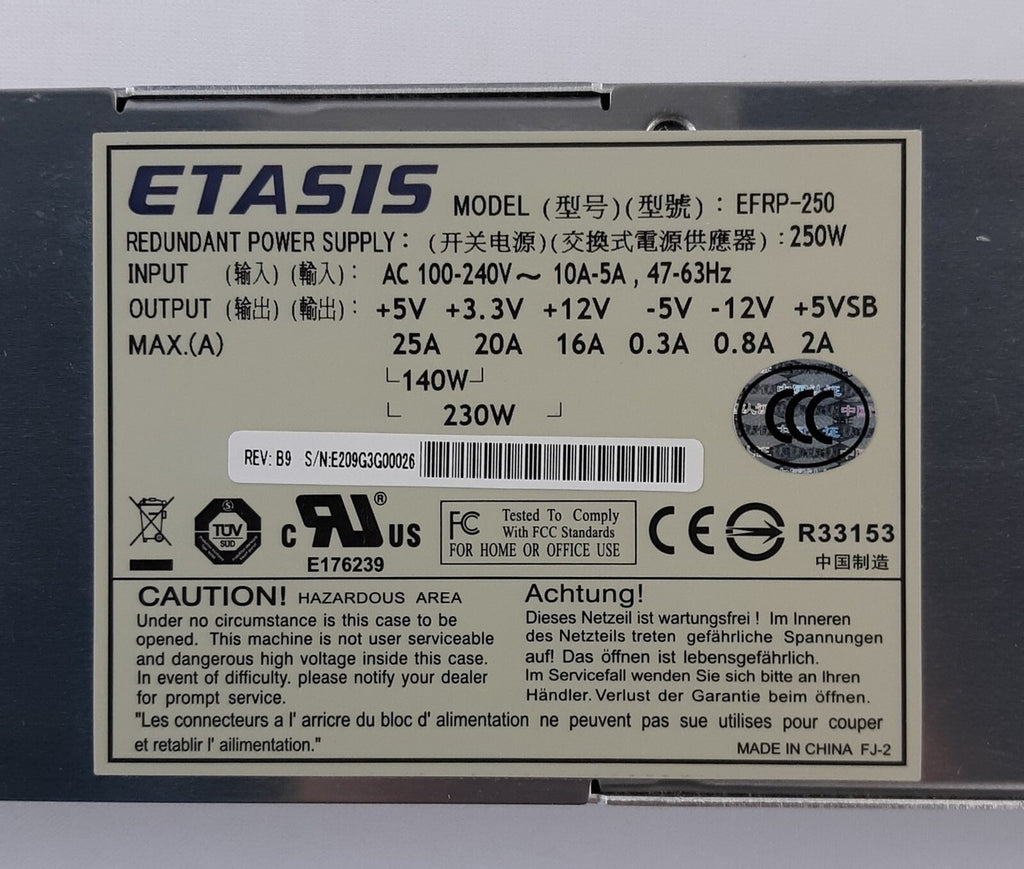 ETASIS MODEL (型号)(型號) : EFRP-250
REDUNDANT POWER SUPPLY : (开关电源)(交換式電源供應器) : 250W
INPUT (输入) (輸入) : AC 100-240V～ 10A-5A , 47-63Hz
OUTPUT (输出) (輸出) : +5V +3.3V +12V -5V -12V +5VSB
MAX.(A) 25A 20A 16A 0.3A 0.8A 2A
140W
230W
CCC
REV: B9 S/N:E209G3G00026
TÜV
SÜD
C RU ® US
E176239
FC Tested To Comply
With FCC Standards
FOR HOME OR OFFICE USE
CE
R33153
中国制造
CAUTION! HAZARDOUS AREA
Under no circumstance is this case to be
opened. This machine is not user serviceable
and dangerous high voltage inside this case.
In event of difficulty. please notify your dealer
for prompt service.
Achtung!
Dieses Netzeil ist wartungsfrei ! Im Inneren
des Netzteils treten gefährliche Spannungen
auf! Das öffnen ist lebensgefährlich.
Im Servicefall wenden Sie sich bitte an Ihren
Händler. Verlust der Garantie beim öffnen.
"Les connecteurs a l' arricre du bloc d' alimentation ne peuvent pas sue utilises pour couper
et retablir l' ailimentation."
MADE IN CHINA FJ-2